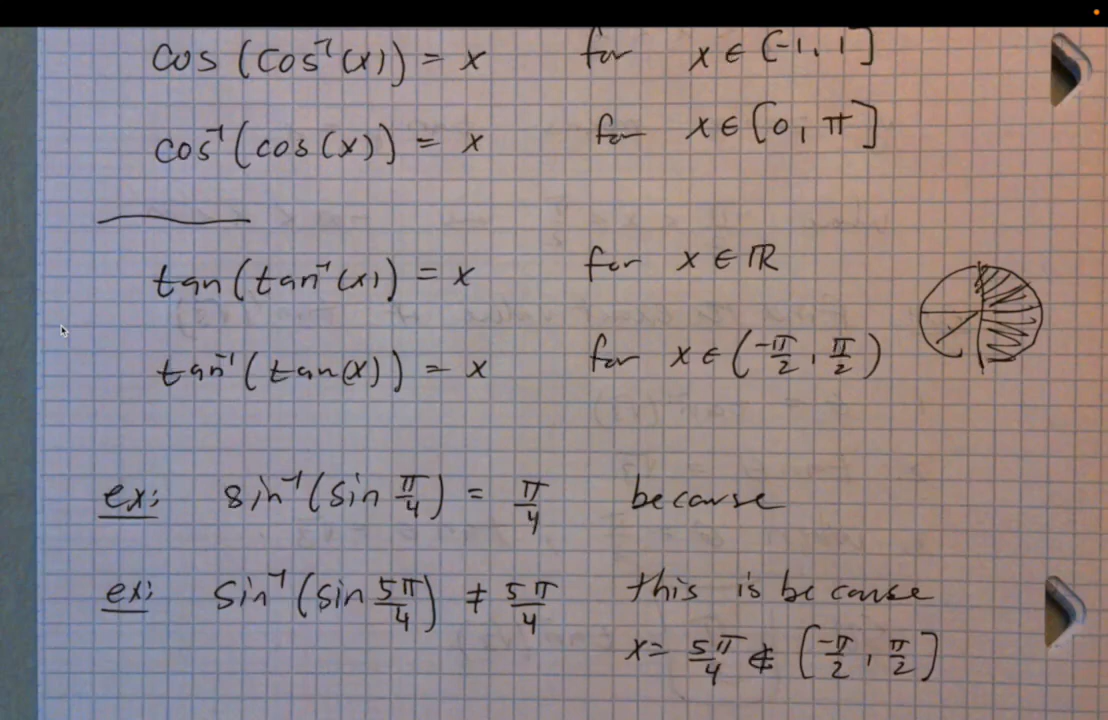 cos (cos⁻¹(x)) = x for x ∈ [-1, 1]
cos⁻¹(cos(x)) = x for x ∈ [0, π]
tan(tan⁻¹(x)) = x for x ∈ ℝ
tan⁻¹(tan(x)) = x for x ∈ (-π/2, π/2)
ex: sin⁻¹(sin π/4) = π/4 because
ex: sin⁻¹(sin 5π/4) ≠ 5π/4 this is because
x = 5π/4 ∉ [-π/2, π/2]